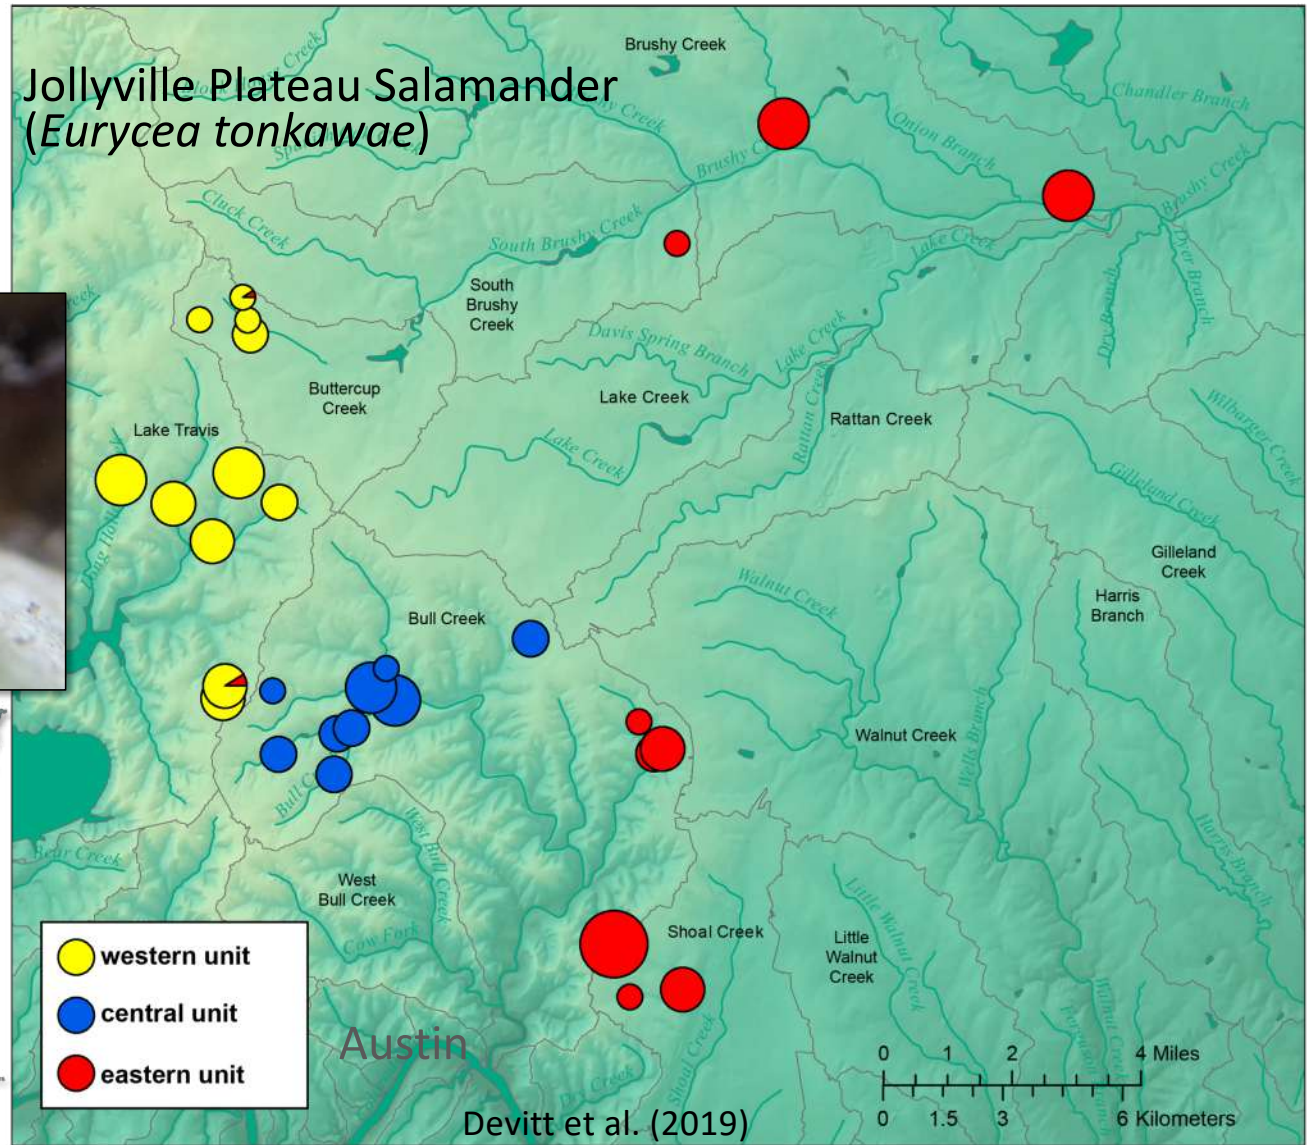 Jollyville Plateau Salamander
(Eurycea tonkawae)
Brushy Creek
Chandler Branch
Onion Branch
Brushy Creek
Cluck Creek
South Brushy Creek
Lake Creek
Dyer Branch
Dry Branch
South
Brushy
Creek
Davis Spring Branch
Lake Creek
Buttercup
Creek
Lake Creek
Rattan Creek
Rattan Creek
Wilbarger Creek
Lake Travis
Lake Creek
Gilleland Creek
Gilleland
Creek
Walnut Creek
Harris
Branch
Bull Creek
Walnut Creek
Wells Branch
Harris Branch
Bear Creek
West Bull Creek
West
Bull Creek
Cow Fork
Shoal Creek
Little
Walnut
Creek
Little Walnut Creek
Walnut Creek
western unit
central unit
eastern unit
Austin
Dry Creek
Shoal Creek
0 1 2 4 Miles
0 1.5 3 6 Kilometers
Devitt et al. (2019)